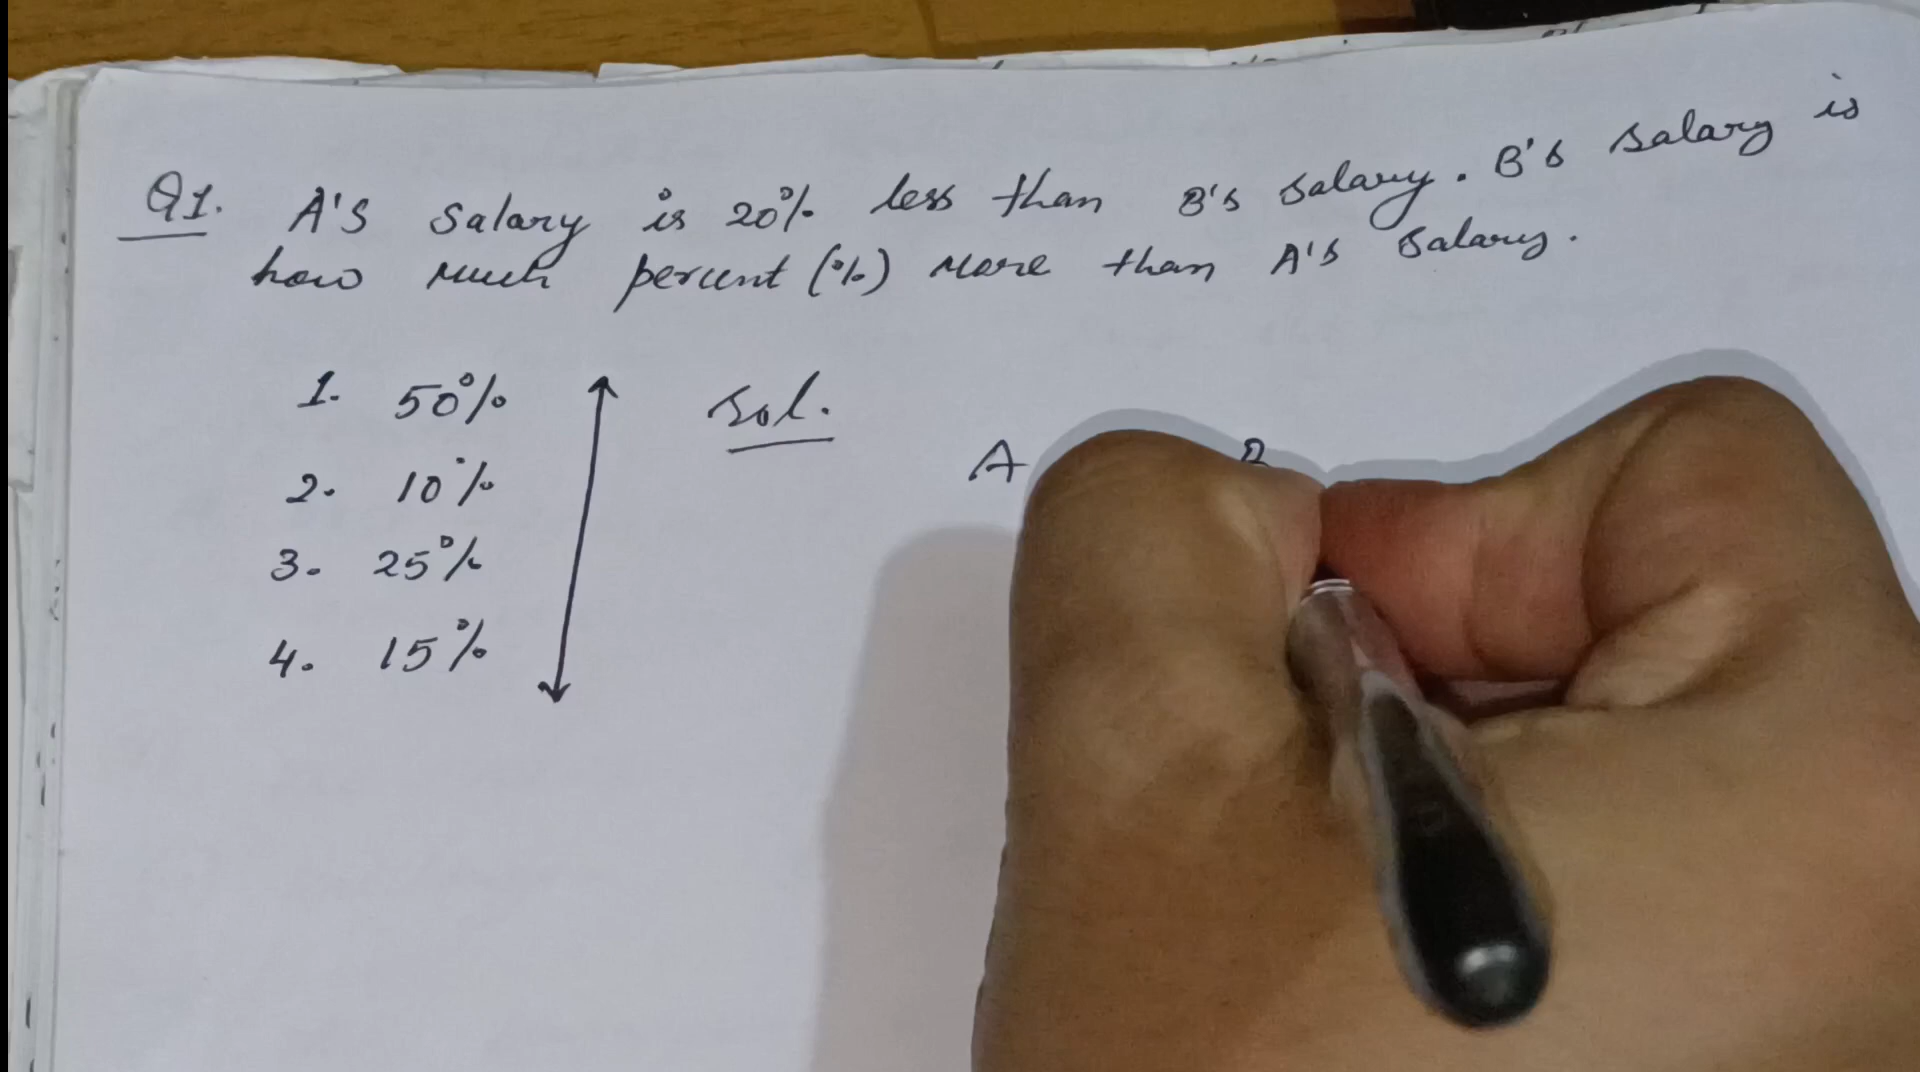 Q1. A's Salary is 20% less than B's salary. B's salary is
how much percent (%) more than A's salary.
1. 50%
2. 10%
3. 25%
4. 15%
Sol.
A B